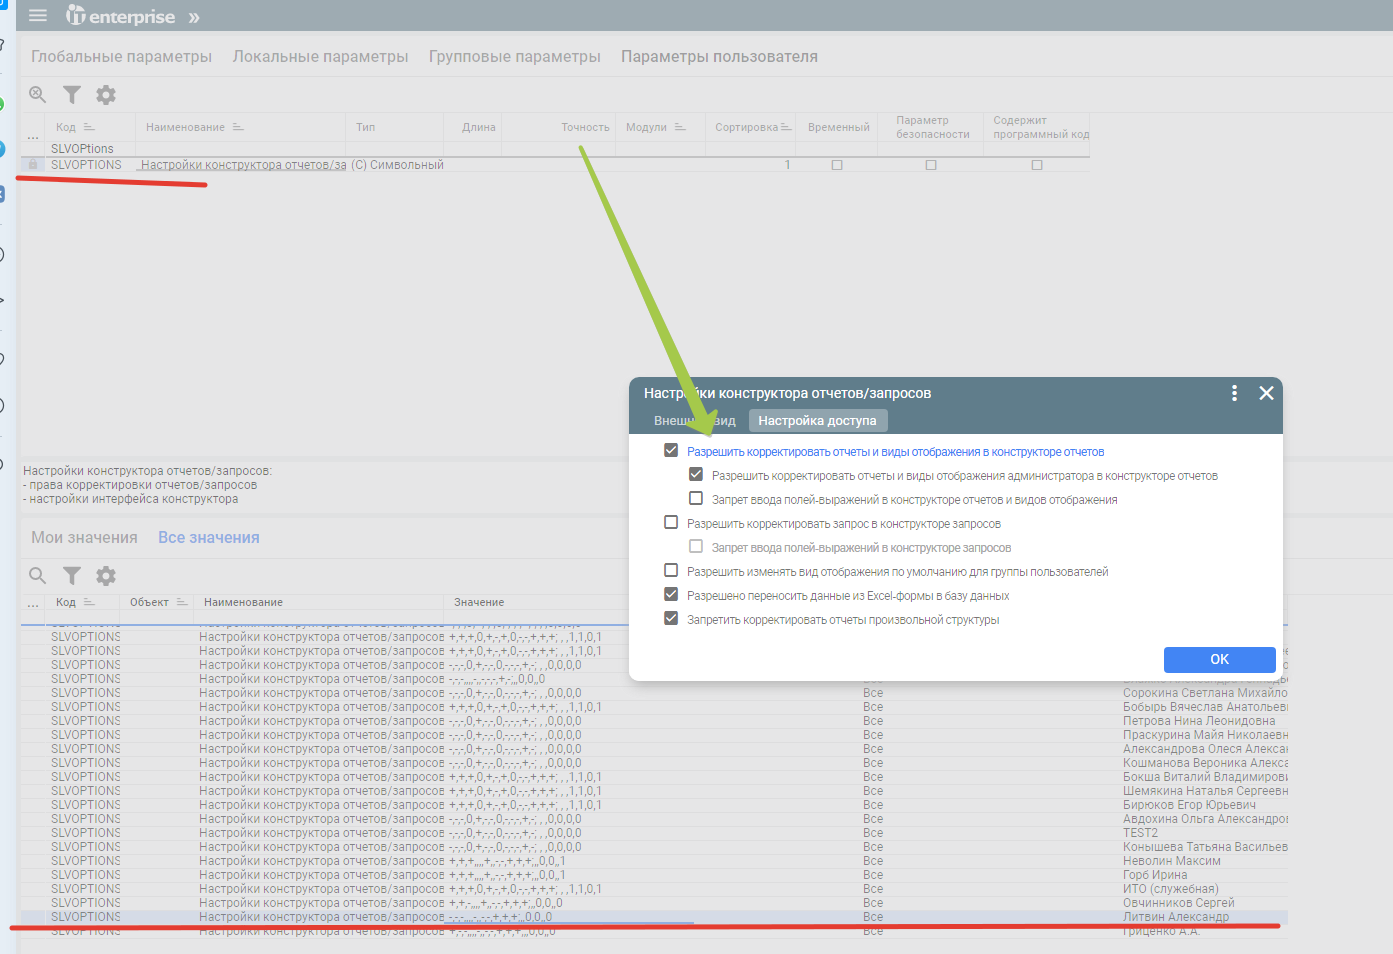 IT enterprise »
Глобальные параметры Локальные параметры Групповые параметры Параметры пользователя
... Код Наименование Тип Длина Точность Модули Сортировка Временный Параметр безопасности Содержит программный код
SLVOPtions
SLVOPTIONS Настройки конструктора отчетов/за (C) Символьный 1
Настройки конструктора отчетов/запросов
Внешн вид Настройка доступа
Разрешить корректировать отчеты и виды отображения в конструкторе отчетов
Разрешить корректировать отчеты и виды отображения администратора в конструкторе отчетов
Запрет ввода полей-выражений в конструкторе отчетов и видов отображения
Разрешить корректировать запрос в конструкторе запросов
Запрет ввода полей-выражений в конструкторе запросов
Разрешить изменять вид отображения по умолчанию для группы пользователей
Разрешено переносить данные из Excel-формы в базу данных
Запретить корректировать отчеты произвольной структуры
OK
Настройки конструктора отчетов/запросов:
- права корректировки отчетов/запросов
- настройки интерфейса конструктора
Мои значения Все значения
... Код Объект Наименование Значение
SLVOPTIONS Настройки конструктора отчетов/запросов +,+,+,0,+,-,+,0,-,-,+,+,+; , ,1,1,0,1
SLVOPTIONS Настройки конструктора отчетов/запросов +,+,+,0,+,-,+,0,-,-,+,+,+; , ,1,1,0,1
SLVOPTIONS Настройки конструктора отчетов/запросов -,-,-,0,+,-,-,0,-,-,-,+,-; , ,0,0,0,0
SLVOPTIONS Настройки конструктора отчетов/запросов -,-,-,,,,-,,-,-,-,+,-;,,0,0,,0 Все
SLVOPTIONS Настройки конструктора отчетов/запросов -,-,-,0,+,-,-,0,-,-,-,+,-; , ,0,0,0,0 Все Сорокина Светлана Михайло
SLVOPTIONS Настройки конструктора отчетов/запросов +,+,+,0,+,-,+,0,-,-,+,+,+; , ,1,1,0,1 Все Бобырь Вячеслав Анатольев
SLVOPTIONS Настройки конструктора отчетов/запросов -,-,-,0,+,-,-,0,-,-,-,+,-; , ,0,0,0,0 Все Петрова Нина Леонидовна
SLVOPTIONS Настройки конструктора отчетов/запросов -,-,-,0,+,-,-,0,-,-,-,+,-; , ,0,0,0,0 Все Праскурина Майя Николаевн
SLVOPTIONS Настройки конструктора отчетов/запросов -,-,-,0,+,-,-,0,-,-,-,+,-; , ,0,0,0,0 Все Александрова Олеся Алексан
SLVOPTIONS Настройки конструктора отчетов/запросов -,-,-,0,+,-,-,0,-,-,-,+,-; , ,0,0,0,0 Все Кошманова Вероника Алекса
SLVOPTIONS Настройки конструктора отчетов/запросов +,+,+,0,+,-,+,0,-,-,+,+,+; , ,1,1,0,1 Все Бокша Виталий Владимирови
SLVOPTIONS Настройки конструктора отчетов/запросов +,+,+,0,+,-,+,0,-,-,+,+,+; , ,1,1,0,1 Все Шемякина Наталья Сергеевн
SLVOPTIONS Настройки конструктора отчетов/запросов +,+,+,0,+,-,+,0,-,-,+,+,+; , ,1,1,0,1 Все Бирюков Егор Юрьевич
SLVOPTIONS Настройки конструктора отчетов/запросов -,-,-,0,+,-,-,0,-,-,-,+,-; , ,0,0,0,0 Все Авдохина Ольга Александров
SLVOPTIONS Настройки конструктора отчетов/запросов -,-,-,0,+,-,-,0,-,-,-,+,-; , ,0,0,0,0 Все TEST2
SLVOPTIONS Настройки конструктора отчетов/запросов -,-,-,0,+,-,-,0,-,-,-,+,-; , ,0,0,0,0 Все Конышева Татьяна Васильев
SLVOPTIONS Настройки конструктора отчетов/запросов +,+,+,,,,+,,-,-,+,+,+;,,0,0,,1 Все Неволин Максим
SLVOPTIONS Настройки конструктора отчетов/запросов +,+,+,,,,+,,-,-,+,+,+;,,0,0,,1 Все Горб Ирина
SLVOPTIONS Настройки конструктора отчетов/запросов +,+,+,0,+,-,+,0,-,-,+,+,+; , ,1,1,0,1 Все ИТО (служебная)
SLVOPTIONS Настройки конструктора отчетов/запросов +,+,-,,,,+,,-,-,+,+,+;,,0,0,,0 Все Овчинников Сергей
SLVOPTIONS Настройки конструктора отчетов/запросов -,-,-,,,,-,,-,-,+,+,+;,,0,0,,0 Все Литвин Александр
SLVOPTIONS Настройки конструктора отчетов/запросов +,-,-,,,,-,,-,-,+,+,+,,,0,0,,0 Все Гриценко А.А.